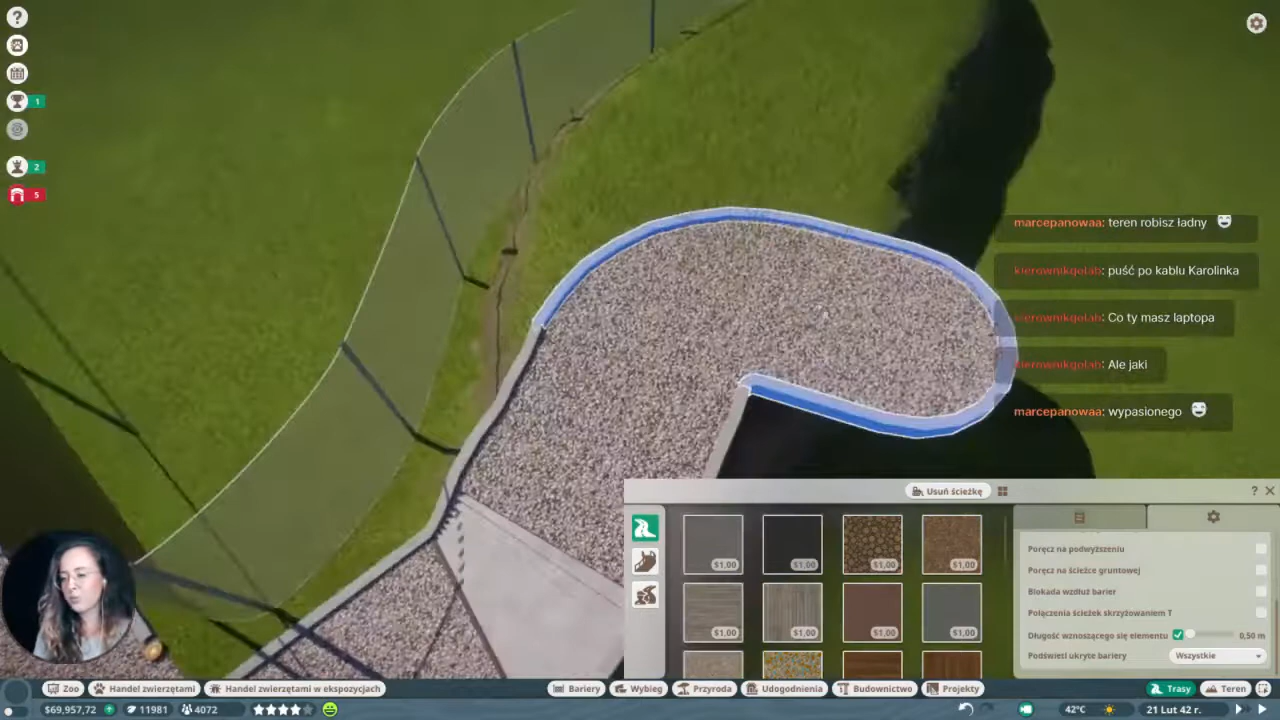 ?
1
2
5
marcepanowaa: teren robisz ładny
kierownikgolab: puść po kablu Karolinka
kierownikgolab: Co ty masz laptopa
kierownikgolab: Ale jaki
marcepanowaa: wypasionego
Usuń ścieżkę
?
$1,00 $1,00 $1,00 $1,00
$1,00 $1,00 $1,00 $1,00
Poręcz na podwyższeniu
Poręcz na ścieżce gruntowej
Blokada wzdłuż barier
Połączenia ścieżek skrzyżowaniem T
Długość wznoszącego się elementu 0,50 m
Podświetl ukryte bariery Wszystkie
Zoo Handel zwierzętami Handel zwierzętami w ekspozycjach Bariery Wybieg Przyroda Udogodnienia Budownictwo Projekty Trasy Teren
$69,957,72 11981 4072 42°C 21 Lut 42 r.